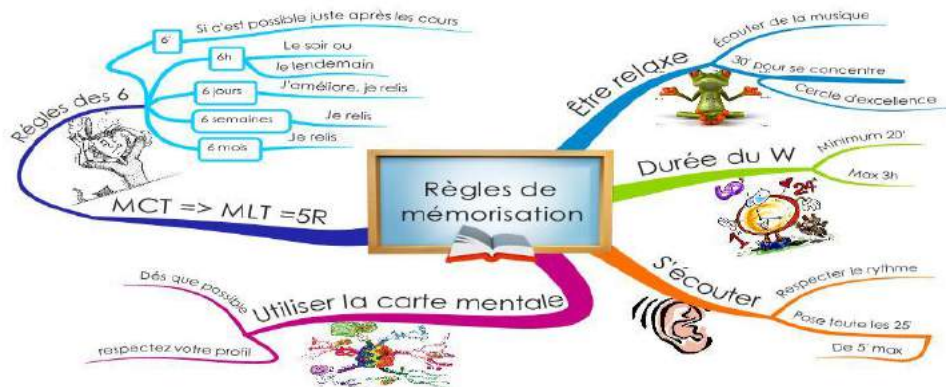 Règles de
mémorisation
Être relaxe
Écouter de la musique
30' pour se concentre
Cercle d'excellence
Durée du W
Minimum 20'
Max 3h
S'écouter
Respecter le rythme
Pose toute les 25'
De 5' max
Utiliser la carte mentale
Dés que possible
respectez votre profil
MCT => MLT =5R
Règles des 6
6'
Si c'est possible juste après les cours
6h
Le soir ou
le lendemain
6 jours
J'améliore, je relis
6 semaines
Je relis
6 mois
Je relis
24